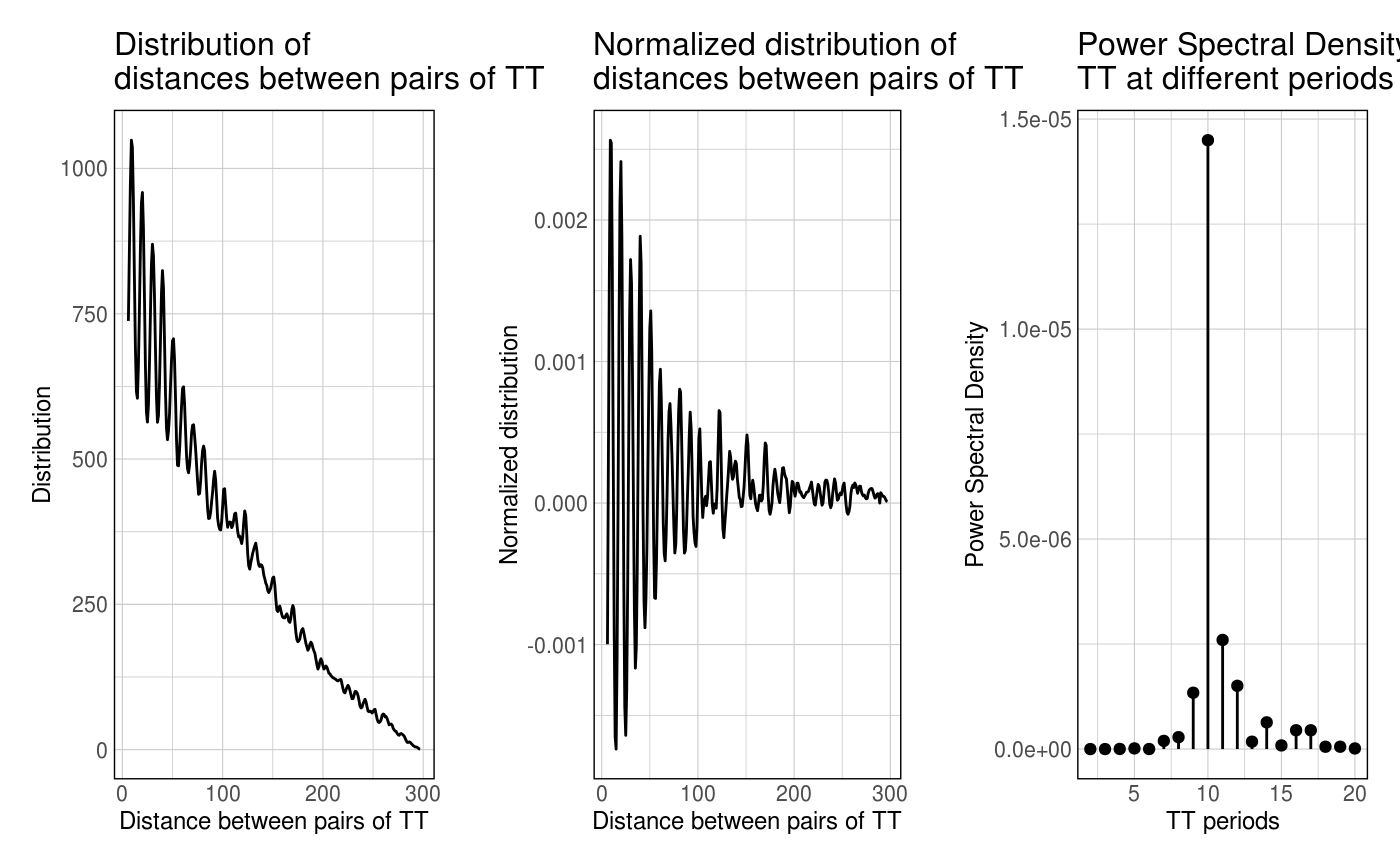 Distribution of
distances between pairs of TT
1000
750
500
250
0
Distribution
0 100 200 300
Distance between pairs of TT
Normalized distribution of
distances between pairs of TT
0.002
0.001
0.000
-0.001
Normalized distribution
0 100 200 300
Distance between pairs of TT
Power Spectral Density
TT at different periods
1.5e-05
1.0e-05
5.0e-06
0.0e+00
Power Spectral Density
5 10 15 20
TT periods